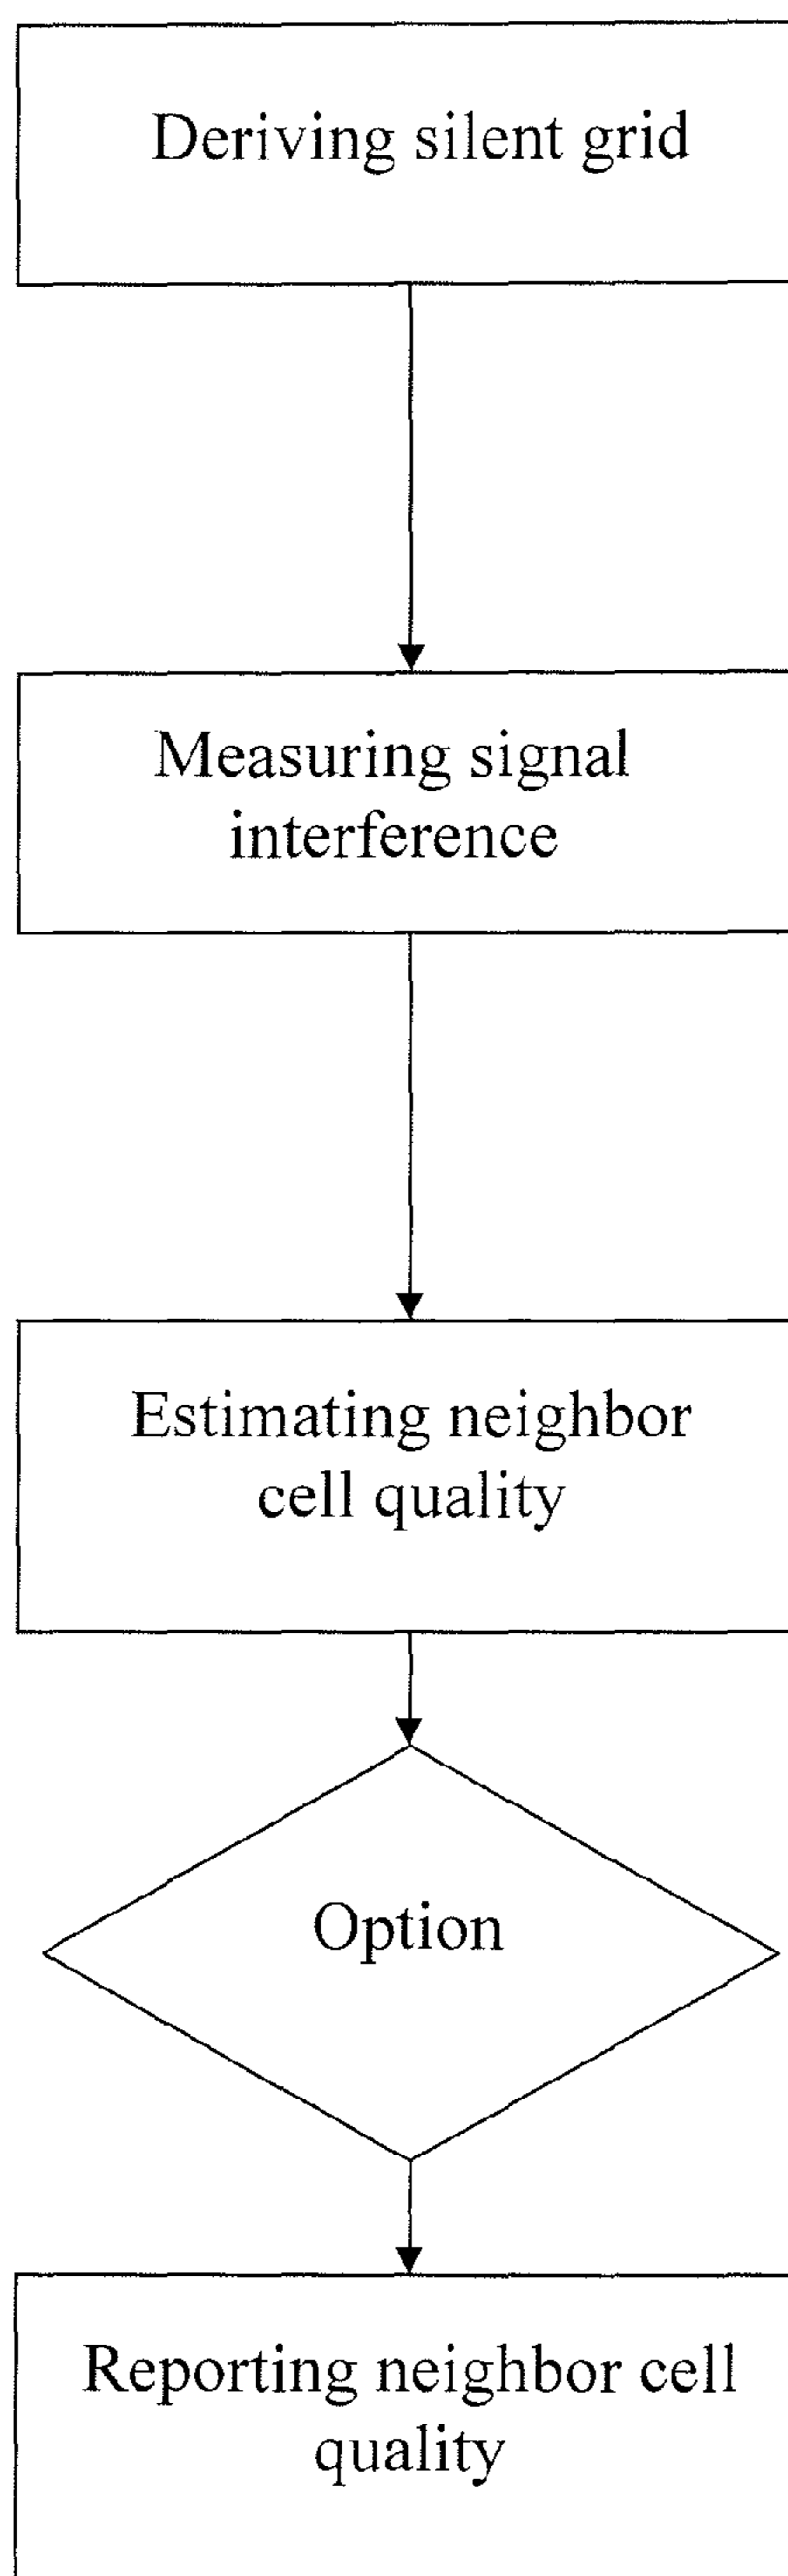 Deriving silent grid
Measuring signal
interference
Estimating neighbor
cell quality
Option
Reporting neighbor cell
quality